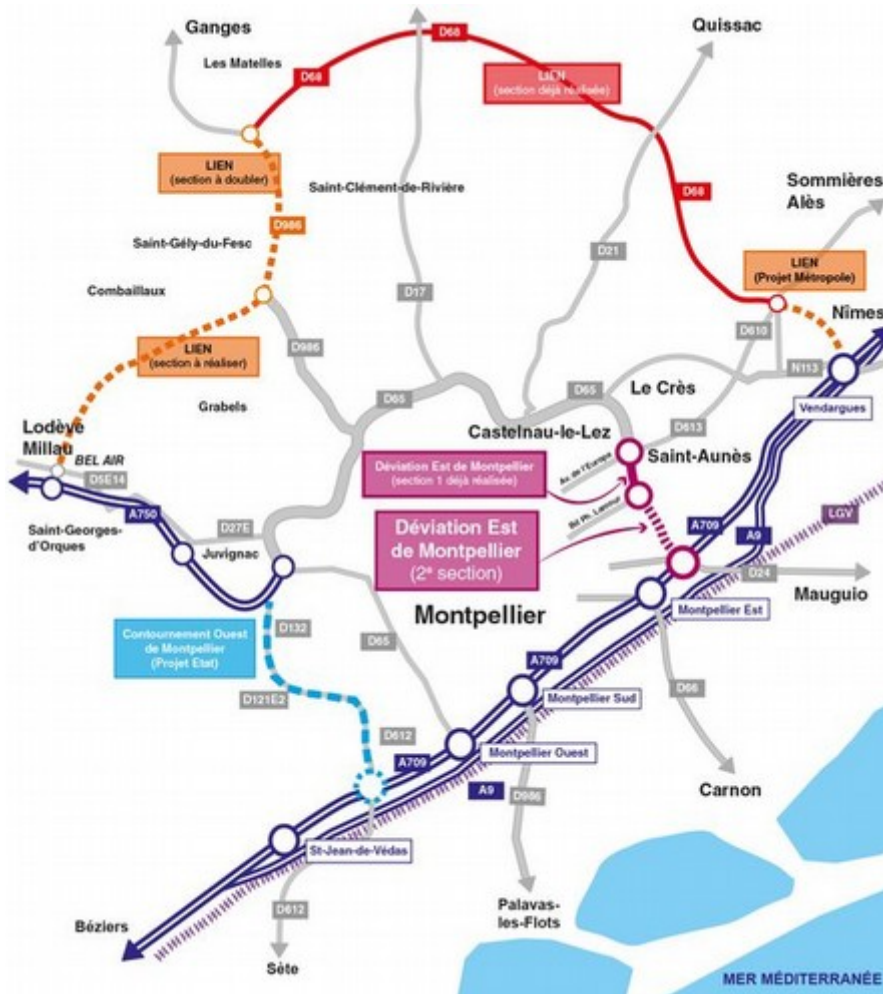 Ganges
Les Matelles
D68
D68
Quissac
LIEN
(section déjà réalisée)
LIEN
(section à doubler)
Saint-Clément-de-Rivière
D68
Sommières
Alès
D986
Saint-Gély-du-Fesc
D21
LIEN
(Projet Métropole)
Combaillaux
D17
Nîmes
D610
LIEN
(section à réaliser)
D986
N113
Grabels
D65
D65
Le Crès
Vendargues
Lodève
Millau
Castelnau-le-Lez
D613
BEL AIR
Déviation Est de Montpellier
(section 1 déjà réalisée)
Av. de l'Europe
Saint-Aunès
D5E14
Bd Ph. Lamour
LGV
A750
Saint-Georges-
d'Orques
D27E
Juvignac
Déviation Est
de Montpellier
(2e section)
A709
A9
D24
Mauguio
Montpellier
Montpellier Est
Contournement Ouest
de Montpellier
(Projet Etat)
D132
D65
A709
D66
D121E2
Montpellier Sud
D612
A709
Montpellier Ouest
A9
D986
Carnon
St-Jean-de-Védas
Béziers
D612
Palavas-
les-Flots
Sète
MER MÉDITERRANÉE